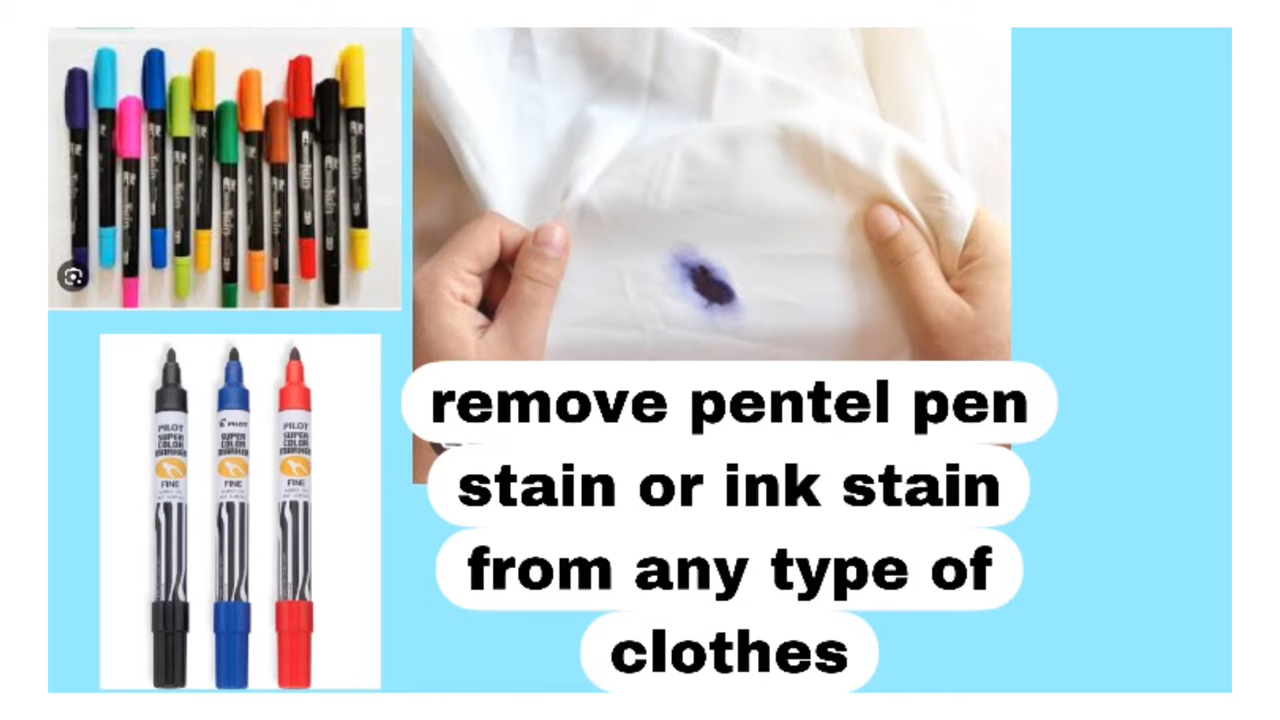 PILOT
SUPER
COLOR
MARKER
FINE
PILOT
SUPER
COLOR
MARKER
FINE
PILOT
SUPER
COLOR
MARKER
FINE
remove pentel pen
stain or ink stain
from any type of
clothes